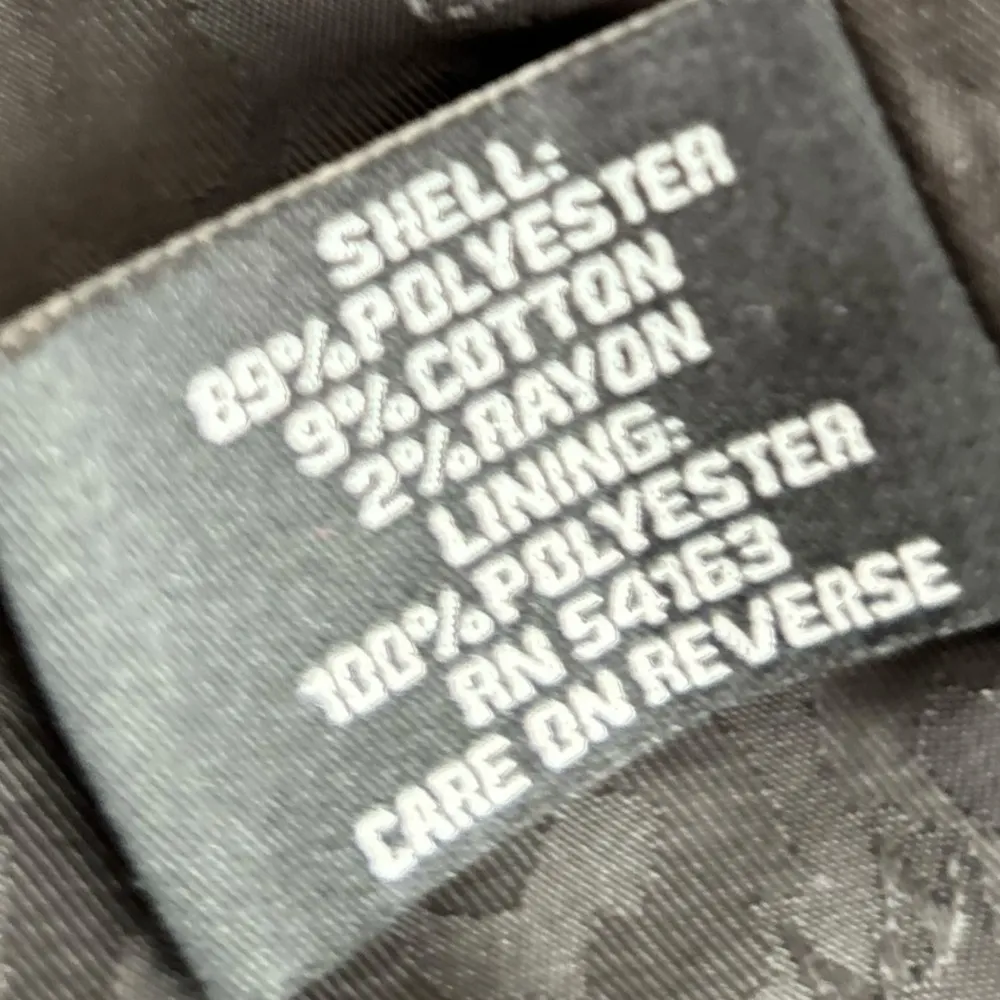 SHELL:
89% POLYESTER
9% COTTON
2% RAYON
LINING:
100% POLYESTER
RN 54163
CARE ON REVERSE